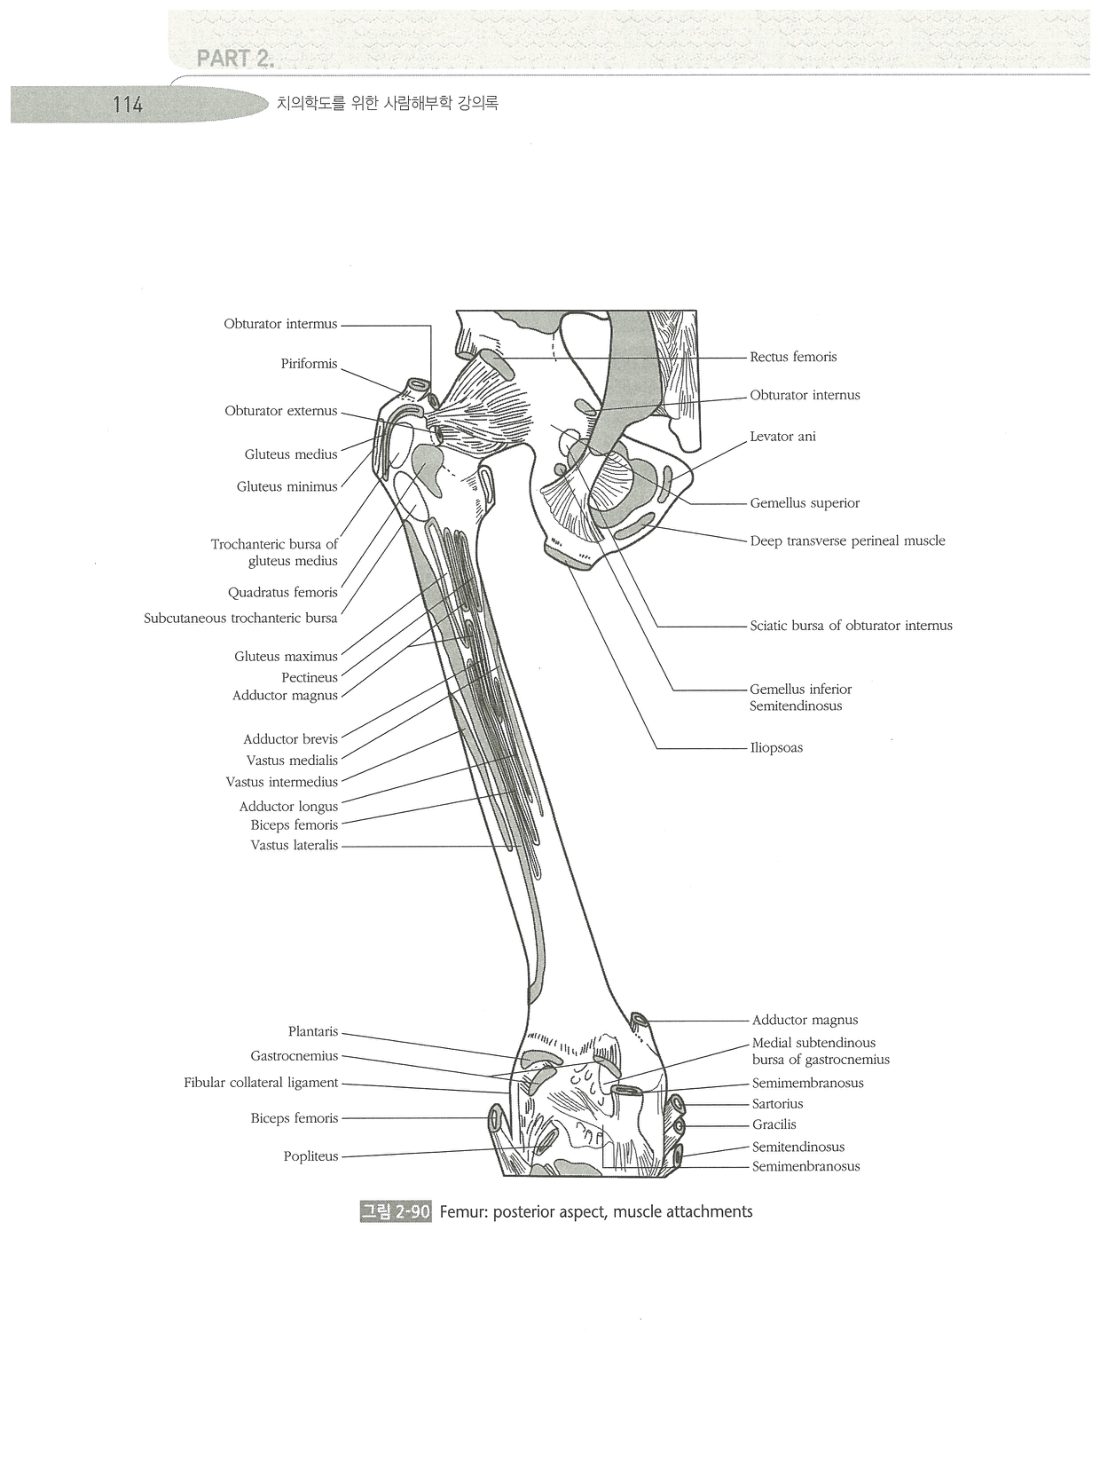 PART 2.
114
치의학도를 위한 사람해부학 강의록
Obturator intermus
Piriformis
Obturator externus
Gluteus medius
Gluteus minimus
Trochanteric bursa of
gluteus medius
Quadratus femoris
Subcutaneous trochanteric bursa
Gluteus maximus
Pectineus
Adductor magnus
Adductor brevis
Vastus medialis
Vastus intermedius
Adductor longus
Biceps femoris
Vastus lateralis
Rectus femoris
Obturator internus
Levator ani
Gemellus superior
Deep transverse perineal muscle
Sciatic bursa of obturator internus
Gemellus inferior
Semitendinosus
Iliopsoas
Plantaris
Gastrocnemius
Fibular collateral ligament
Biceps femoris
Popliteus
Adductor magnus
Medial subtendinous
bursa of gastrocnemius
Semimembranosus
Sartorius
Gracilis
Semitendinosus
Semimenbranosus
그림 2-90 Femur: posterior aspect, muscle attachments